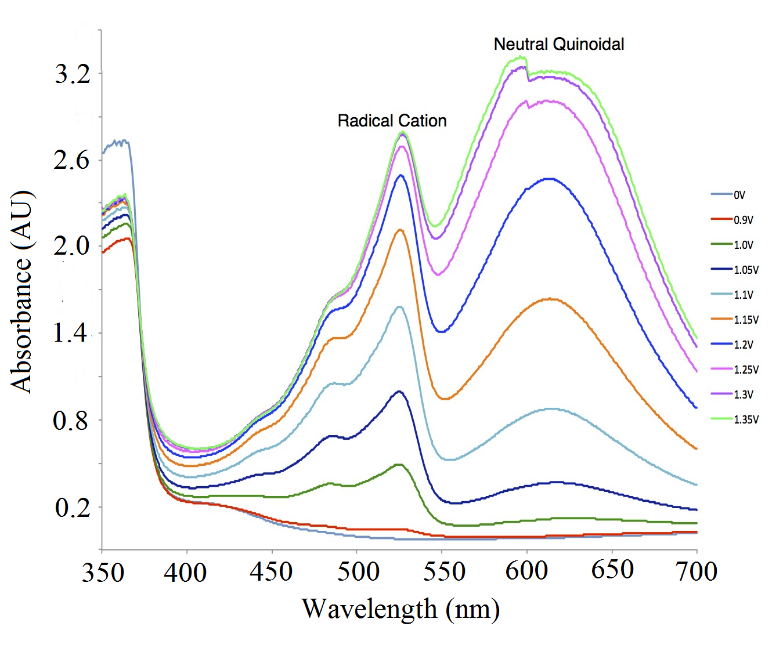 Neutral Quinoidal
Radical Cation
Absorbance (AU)
3.2
2.6
2.0
1.4
0.8
0.2
350 400 450 500 550 600 650 700
Wavelength (nm)
0V
0.9V
1.0V
1.05V
1.1V
1.15V
1.2V
1.25V
1.3V
1.35V